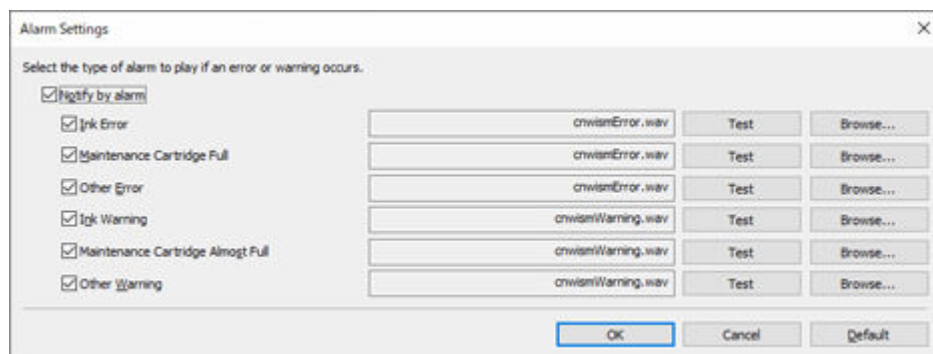 Alarm Settings
Select the type of alarm to play if an error or warning occurs.
Notify by alarm
Ink Error cnwismError.wav Test Browse...
Maintenance Cartridge Full cnwismError.wav Test Browse...
Other Error cnwismError.wav Test Browse...
Ink Warning cnwismWarning.wav Test Browse...
Maintenance Cartridge Almost Full cnwismWarning.wav Test Browse...
Other Warning cnwismWarning.wav Test Browse...
OK Cancel Default